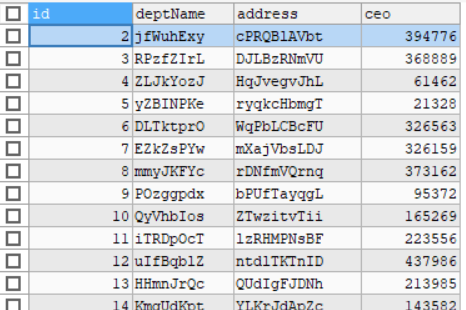 id deptName address ceo
2 jfWuhExy cPRQBlAVbt 394776
3 RPzfZIrL DJLBzRNmVU 368889
4 ZLJkYozJ HqJvegvJhL 61462
5 yZBINPKe ryqkcHbmgT 21328
6 DLTktprO WqPbLCBcFU 326563
7 EZkZsPYw mXajVbsLDJ 326159
8 mmyJKFYc rDNfmVQrnq 373162
9 POzggpdx bPUfTayqgL 95372
10 QyVhbIos ZTwzitvTii 165269
11 iTRDpOcT lzRHMPNsBF 223556
12 uIfBqblZ ntdlTKTnID 437986
13 HHmnJrQc QUdIgFJDNh 213985
14 KmgUdKpt YLKrJdApZc 143582